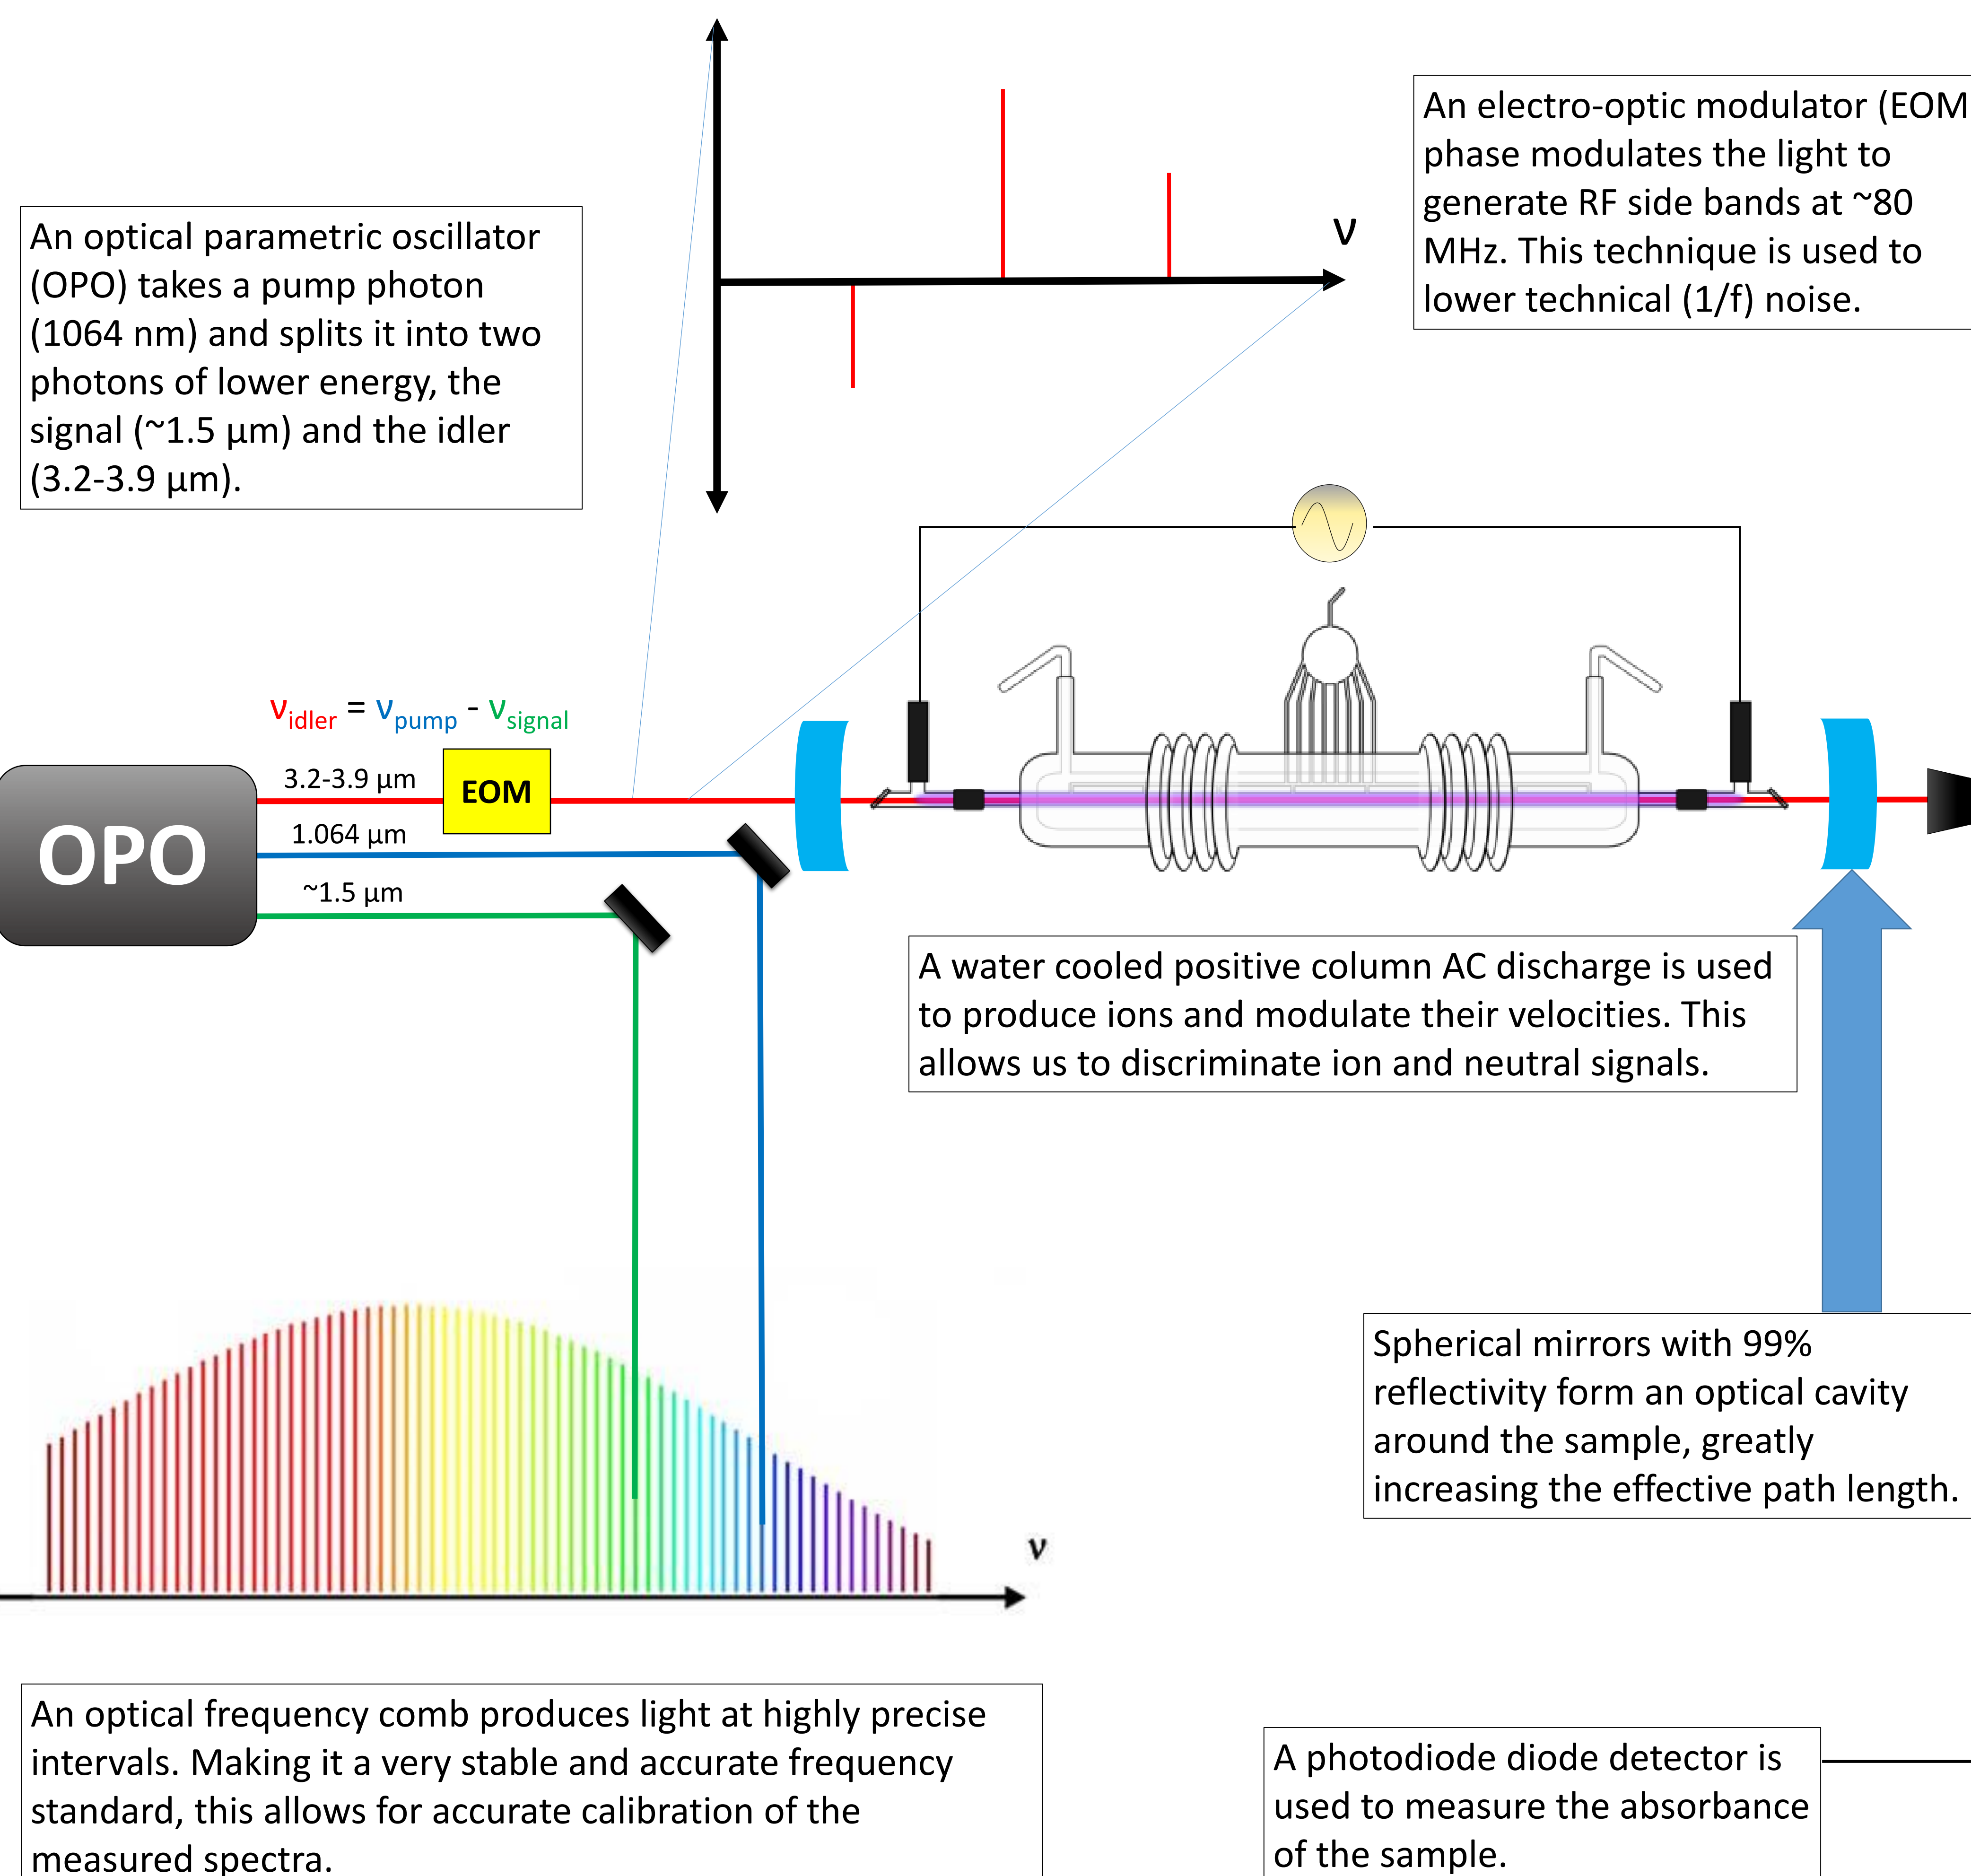 ν
An electro-optic modulator (EOM
phase modulates the light to
generate RF side bands at ~80
MHz. This technique is used to
lower technical (1/f) noise.
An optical parametric oscillator
(OPO) takes a pump photon
(1064 nm) and splits it into two
photons of lower energy, the
signal (~1.5 μm) and the idler
(3.2-3.9 μm).
νidler = νpump - νsignal
3.2-3.9 μm
EOM
1.064 μm
OPO
~1.5 μm
A water cooled positive column AC discharge is used
to produce ions and modulate their velocities. This
allows us to discriminate ion and neutral signals.
Spherical mirrors with 99%
reflectivity form an optical cavity
around the sample, greatly
increasing the effective path length.
ν
An optical frequency comb produces light at highly precise
intervals. Making it a very stable and accurate frequency
standard, this allows for accurate calibration of the
measured spectra.
A photodiode diode detector is
used to measure the absorbance
of the sample.